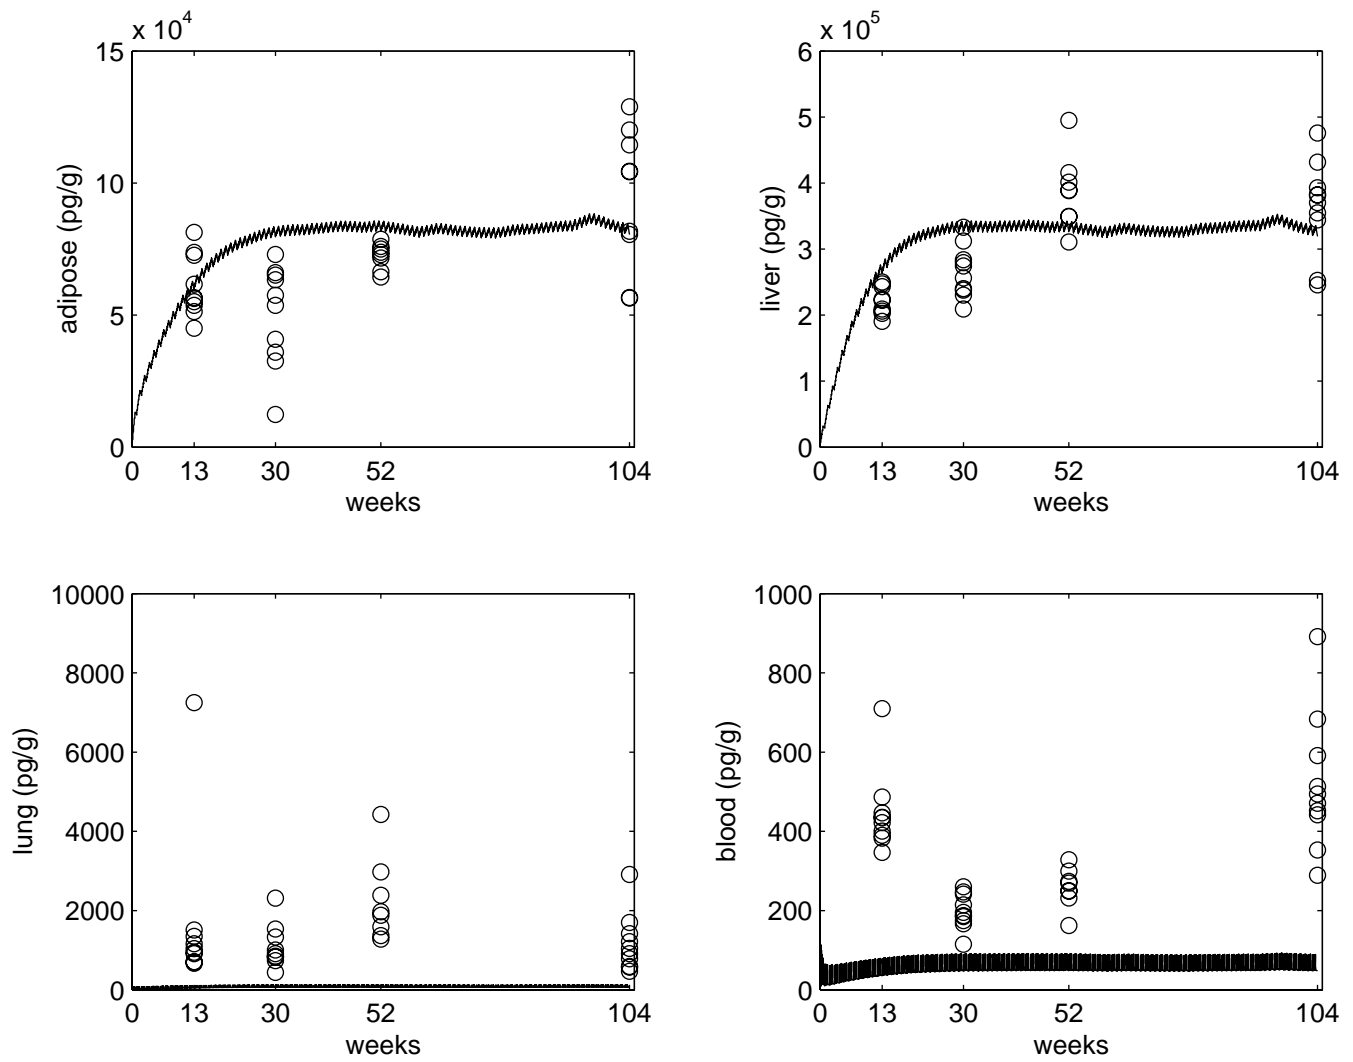 x 10^4
15
10
5
0
adipose (pg/g)
0 13 30 52 104
weeks
x 10^5
6
5
4
3
2
1
0
liver (pg/g)
0 13 30 52 104
weeks
10000
8000
6000
4000
2000
0
lung (pg/g)
0 13 30 52 104
weeks
1000
800
600
400
200
0
blood (pg/g)
0 13 30 52 104
weeks